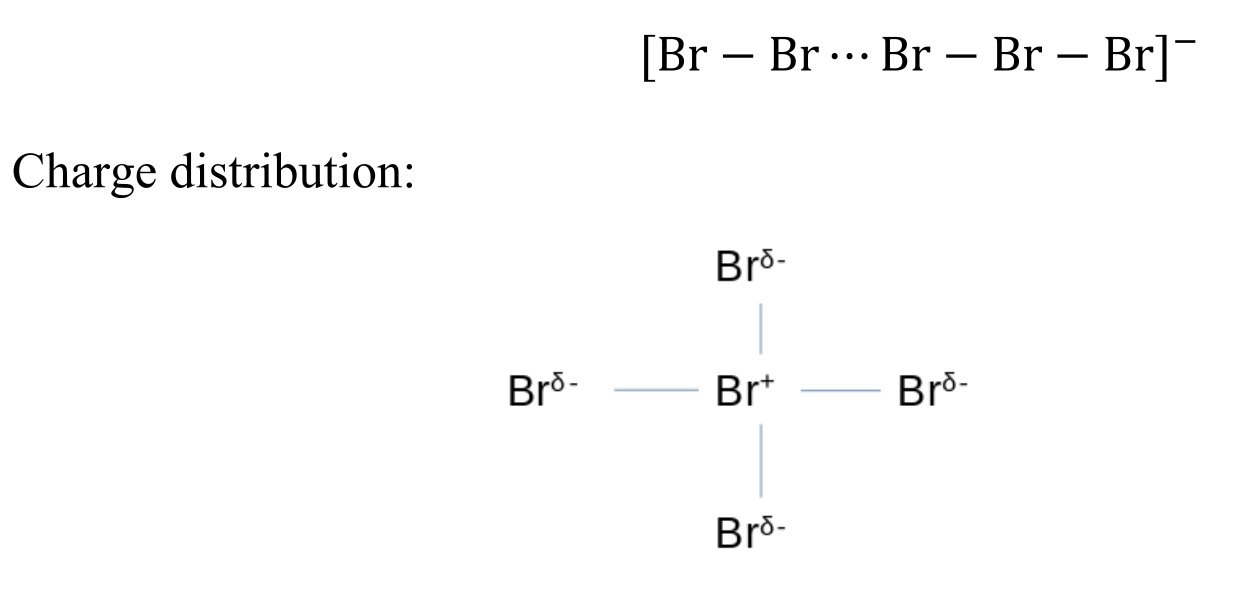 [Br − Br ⋯ Br − Br − Br]⁻
Charge distribution:
Brδ-
Brδ- Br⁺ Brδ-
Brδ-